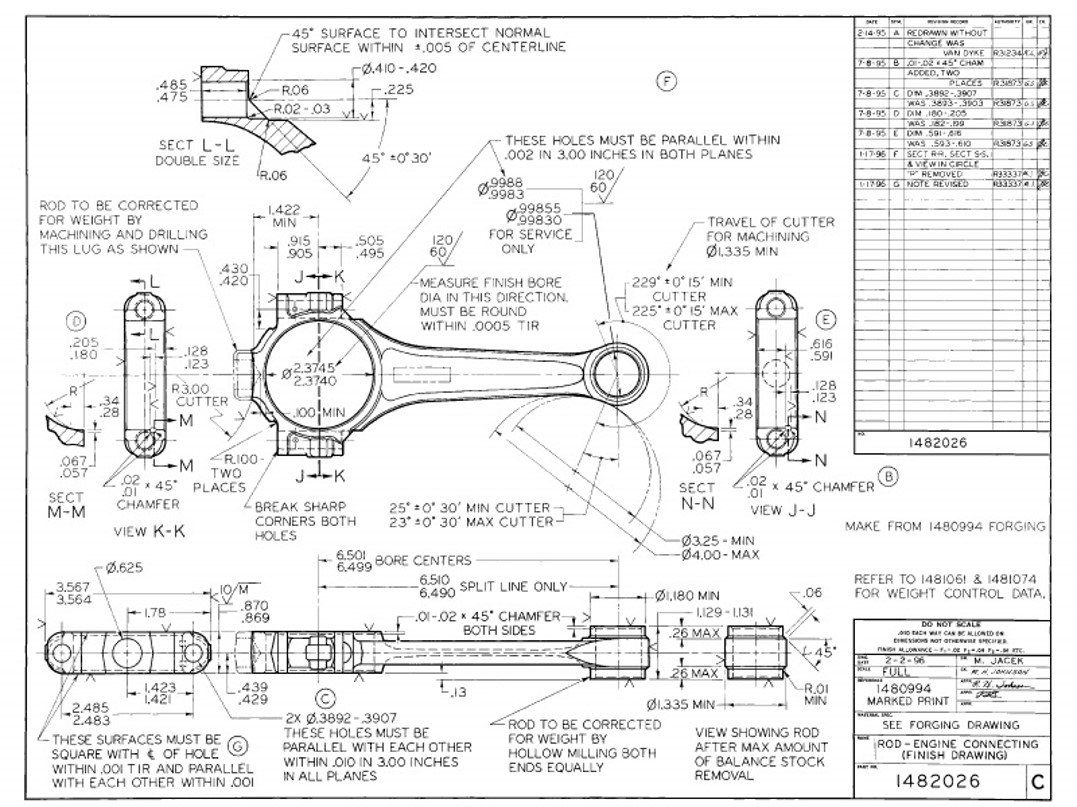 45° SURFACE TO INTERSECT NORMAL
SURFACE WITHIN ±.005 OF CENTERLINE
Ø.410-.420
.485
.475
R.06
.225
R.02-.03
SECT L-L
DOUBLE SIZE
45° ±0°30'
R.06
F
THESE HOLES MUST BE PARALLEL WITHIN
.002 IN 3.00 INCHES IN BOTH PLANES
Ø.9988
.9983
120
60
Ø.99855
.99830
FOR SERVICE
ONLY
ROD TO BE CORRECTED
FOR WEIGHT BY
MACHINING AND DRILLING
THIS LUG AS SHOWN
1.422
MIN
.915
.905
.505
.495
J K
120
60
.430
.420
MEASURE FINISH BORE
DIA IN THIS DIRECTION.
MUST BE ROUND
WITHIN .0005 TIR
TRAVEL OF CUTTER
FOR MACHINING
Ø1.335 MIN
229° ±0°15' MIN
CUTTER
225° ±0°15' MAX
CUTTER
L
D
L
.205
.180
.128
.123
R
R3.00
CUTTER
.34
.28
M
.067
.057
M
SECT
M-M
.02
.01 × 45°
CHAMFER
VIEW K-K
Ø 2.3745
2.3740
.100 MIN
R.100-
TWO
PLACES
J K
BREAK SHARP
CORNERS BOTH
HOLES
25° ±0°30' MIN CUTTER
23° ±0°30' MAX CUTTER
Ø3.25 - MIN
Ø4.00 - MAX
E
.616
.591
R
.128
.123
.34
.28
N
.067
.057
N
SECT
N-N
.02
.01 × 45° CHAMFER
B
VIEW J-J
MAKE FROM 1480994 FORGING
6.501
6.499 BORE CENTERS
6.510
6.490 SPLIT LINE ONLY
Ø.625
3.567
3.564
1.78
10/M
.870
.869
.01-.02 × 45° CHAMFER
BOTH SIDES
Ø1.180 MIN
1.129-1.131
.06
.26 MAX
45°
.26 MAX
R.01
MIN
Ø1.335 MIN
1.423
1.421
2.485
2.483
.439
.429
C
.13
2X Ø.3892-.3907
THESE HOLES MUST BE
PARALLEL WITH EACH OTHER
WITHIN .010 IN 3.00 INCHES
IN ALL PLANES
THESE SURFACES MUST BE
SQUARE WITH ℄ OF HOLE
WITHIN .001 TIR AND PARALLEL
WITH EACH OTHER WITHIN .001
G
ROD TO BE CORRECTED
FOR WEIGHT BY
HOLLOW MILLING BOTH
ENDS EQUALLY
VIEW SHOWING ROD
AFTER MAX AMOUNT
OF BALANCE STOCK
REMOVAL
REFER TO 1481061 & 1481074
FOR WEIGHT CONTROL DATA.
DATE SYM. REVISION RECORD AUTHORITY DR. CK.
2-14-95 A REDRAWN WITHOUT
CHANGE WAS
VAN DYKE R31234
7-8-95 B .01-.02 × 45° CHAM
ADDED, TWO
PLACES R31873
7-8-95 C DIM .3892-.3907
WAS .3893-.3903 R31873
7-8-95 D DIM .180-.205
WAS .182-.199 R31873
7-8-95 E DIM .591-.616
WAS .593-.610 R31873
1-17-96 F SECT R-R, SECT S-S,
& VIEW IN CIRCLE
"P" REMOVED R33337
1-17-96 G NOTE REVISED R33337
NO.
1482026
DO NOT SCALE
.010 EACH WAY CAN BE ALLOWED ON
DIMENSIONS NOT OTHERWISE SPECIFIED.
DATE 2-2-96 DR. M. JACEK
SCALE FULL
REFERENCE
1480994
MARKED PRINT
MATERIAL SPEC.
SEE FORGING DRAWING
NAME
ROD-ENGINE CONNECTING
(FINISH DRAWING)
PART NO.
1482026 C